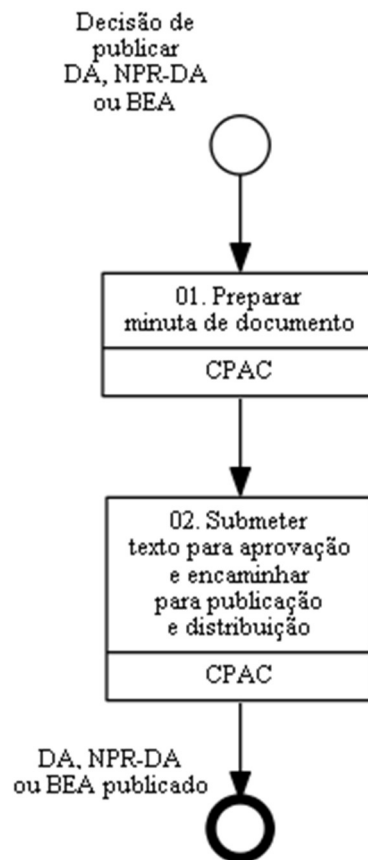 Decisão de
publicar
DA, NPR-DA
ou BEA
01. Preparar
minuta de documento
CPAC
02. Submeter
texto para aprovação
e encaminhar
para publicação
e distribuição
CPAC
DA, NPR-DA
ou BEA publicado